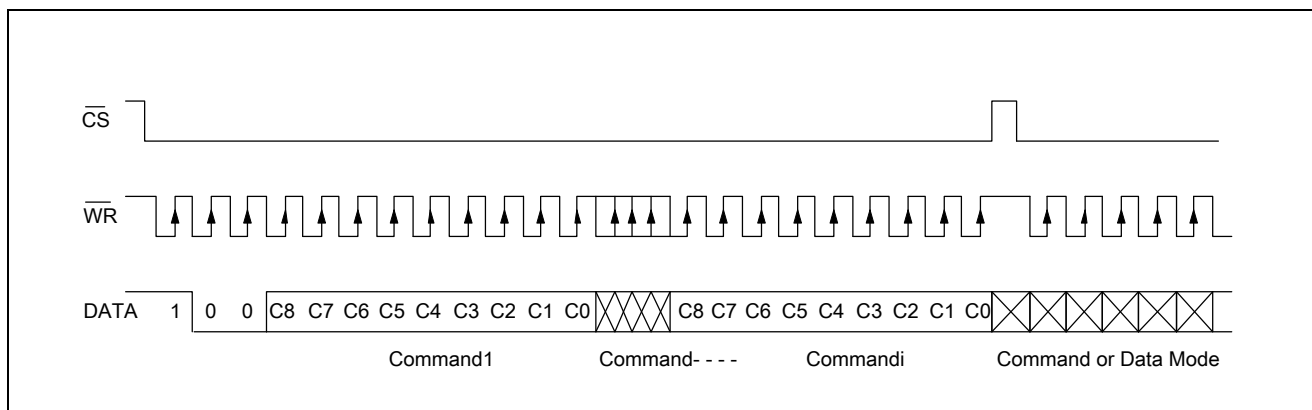 CS
WR
DATA 1 0 0 C8 C7 C6 C5 C4 C3 C2 C1 C0 C8 C7 C6 C5 C4 C3 C2 C1 C0
Command1 Command- - - - Commandi Command or Data Mode